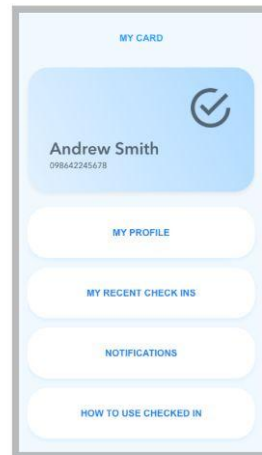 MY CARD
Andrew Smith
098642245678
MY PROFILE
MY RECENT CHECK INS
NOTIFICATIONS
HOW TO USE CHECKED IN